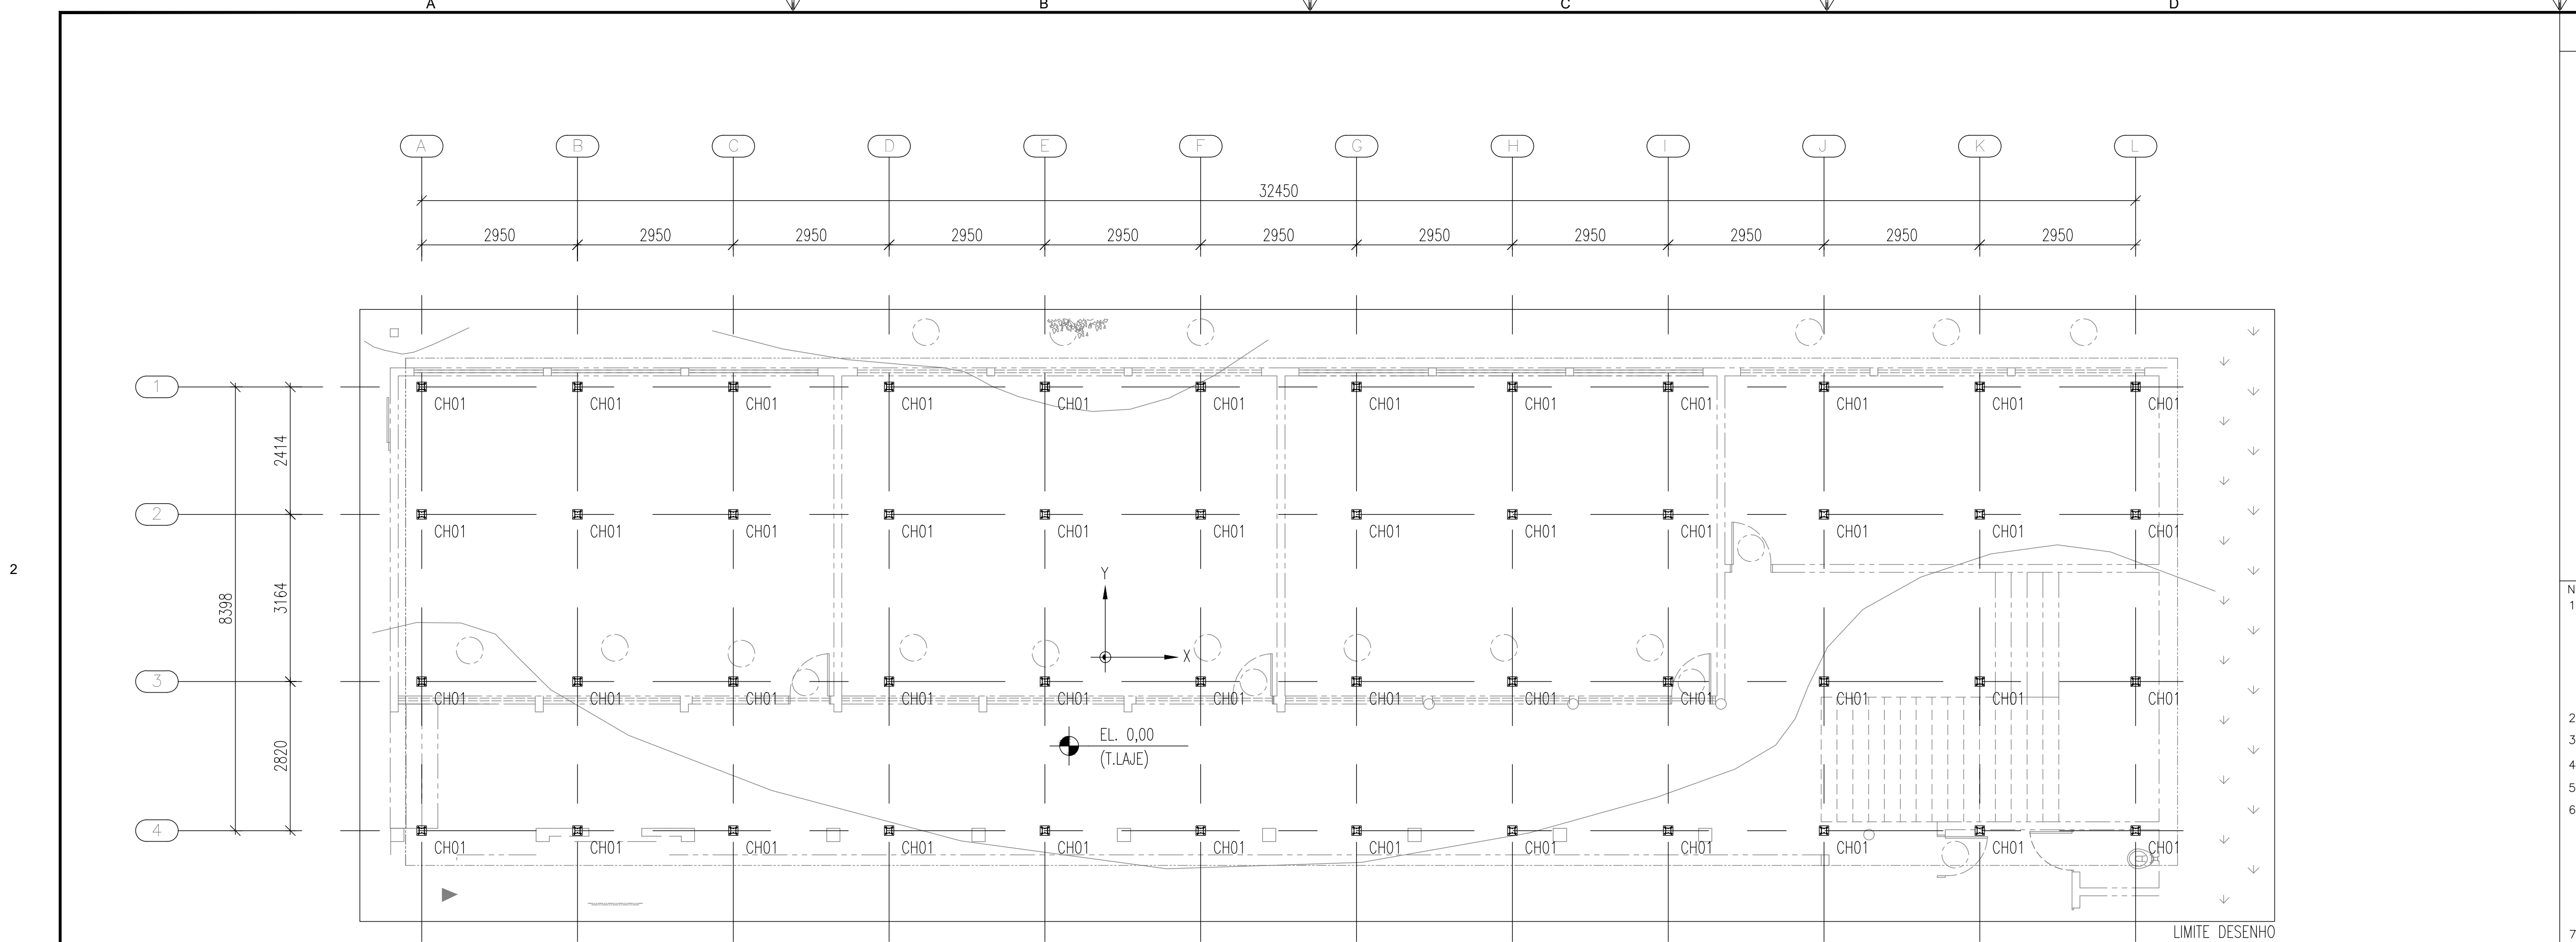 A B C D
A B C D E F G H I J K L
32450
2950 2950 2950 2950 2950 2950 2950 2950 2950 2950 2950
1
CH01 CH01 CH01 CH01 CH01 CH01 CH01 CH01 CH01 CH01 CH01 CH01
2414
2
CH01 CH01 CH01 CH01 CH01 CH01 CH01 CH01 CH01 CH01 CH01 CH01
2
Y
N
8398
3164
1
X
3
CH01 CH01 CH01 CH01 CH01 CH01 CH01 CH01 CH01 CH01 CH01 CH01
2
EL. 0,00
3
2820
(T.LAJE)
4
5
6
4
CH01 CH01 CH01 CH01 CH01 CH01 CH01 CH01 CH01 CH01 CH01 CH01
LIMITE DESENHO
7